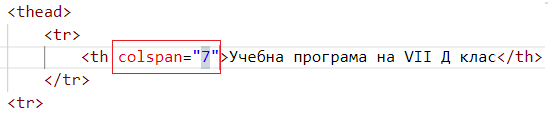 <thead>
<tr>
<th colspan="7">Учебна програма на VII Д клас</th>
</tr>
<tr>